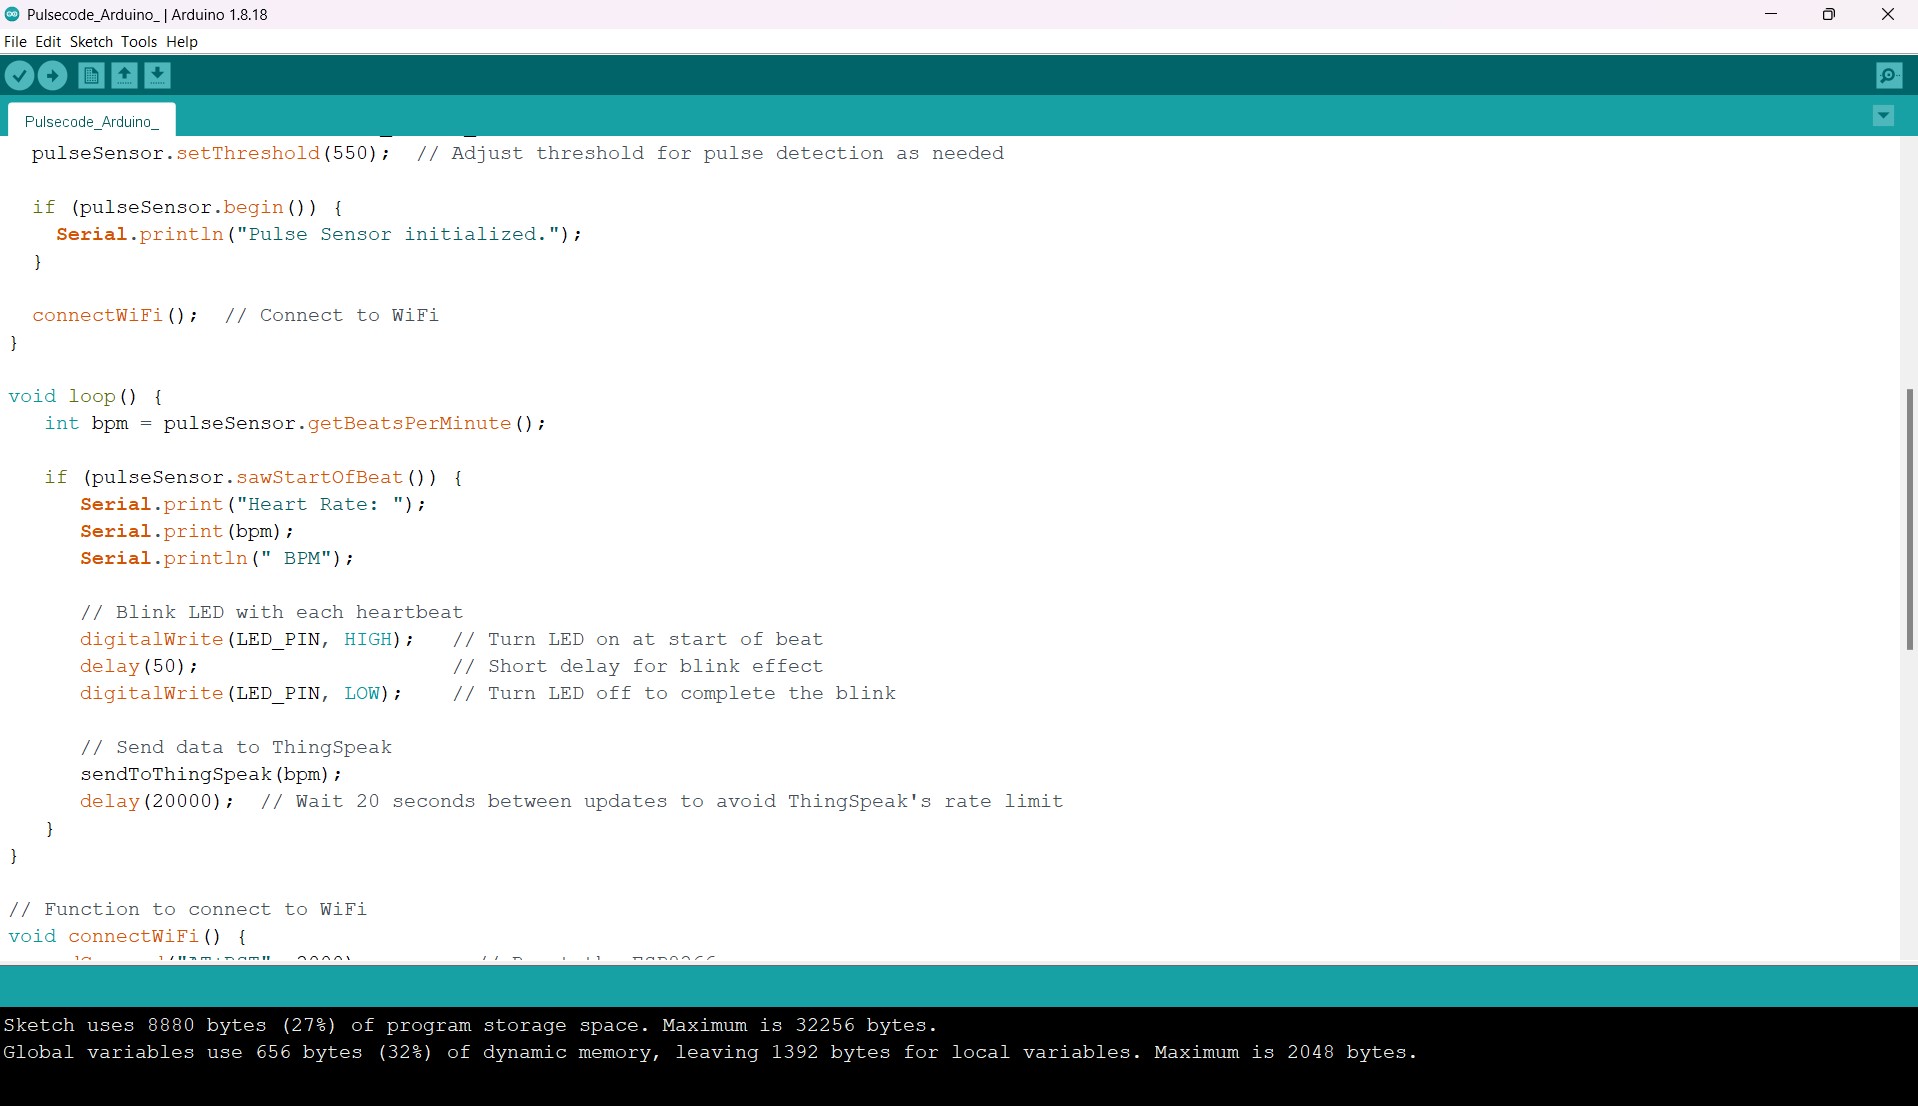 Pulsecode_Arduino_ | Arduino 1.8.18
File Edit Sketch Tools Help
Pulsecode_Arduino_
pulseSensor.setThreshold(550);  // Adjust threshold for pulse detection as needed
if (pulseSensor.begin()) {
Serial.println("Pulse Sensor initialized.");
}
connectWiFi();  // Connect to WiFi
}
void loop() {
int bpm = pulseSensor.getBeatsPerMinute();
if (pulseSensor.sawStartOfBeat()) {
Serial.print("Heart Rate: ");
Serial.print(bpm);
Serial.println(" BPM");
// Blink LED with each heartbeat
digitalWrite(LED_PIN, HIGH);   // Turn LED on at start of beat
delay(50);                     // Short delay for blink effect
digitalWrite(LED_PIN, LOW);    // Turn LED off to complete the blink
// Send data to ThingSpeak
sendToThingSpeak(bpm);
delay(20000);  // Wait 20 seconds between updates to avoid ThingSpeak's rate limit
}
}
// Function to connect to WiFi
void connectWiFi() {
Sketch uses 8880 bytes (27%) of program storage space. Maximum is 32256 bytes.
Global variables use 656 bytes (32%) of dynamic memory, leaving 1392 bytes for local variables. Maximum is 2048 bytes.